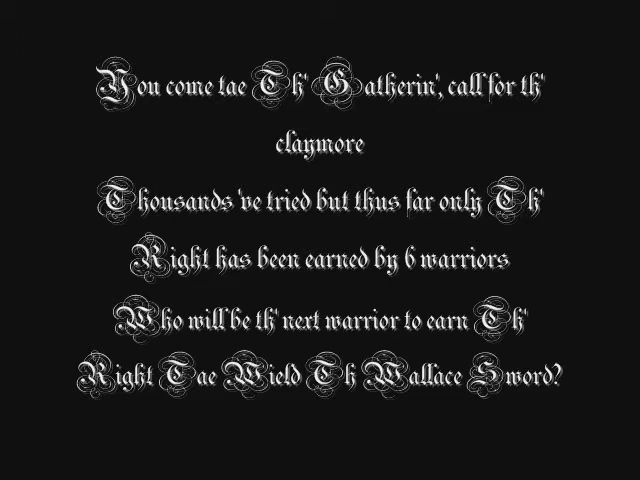 You come tae Th' Gatherin', call for th'
claymore
Thousands 've tried but thus far only Th'
Right has been earned by 6 warriors
Who will be th' next warrior to earn Th'
Right Tae Wield Th Wallace Sword?